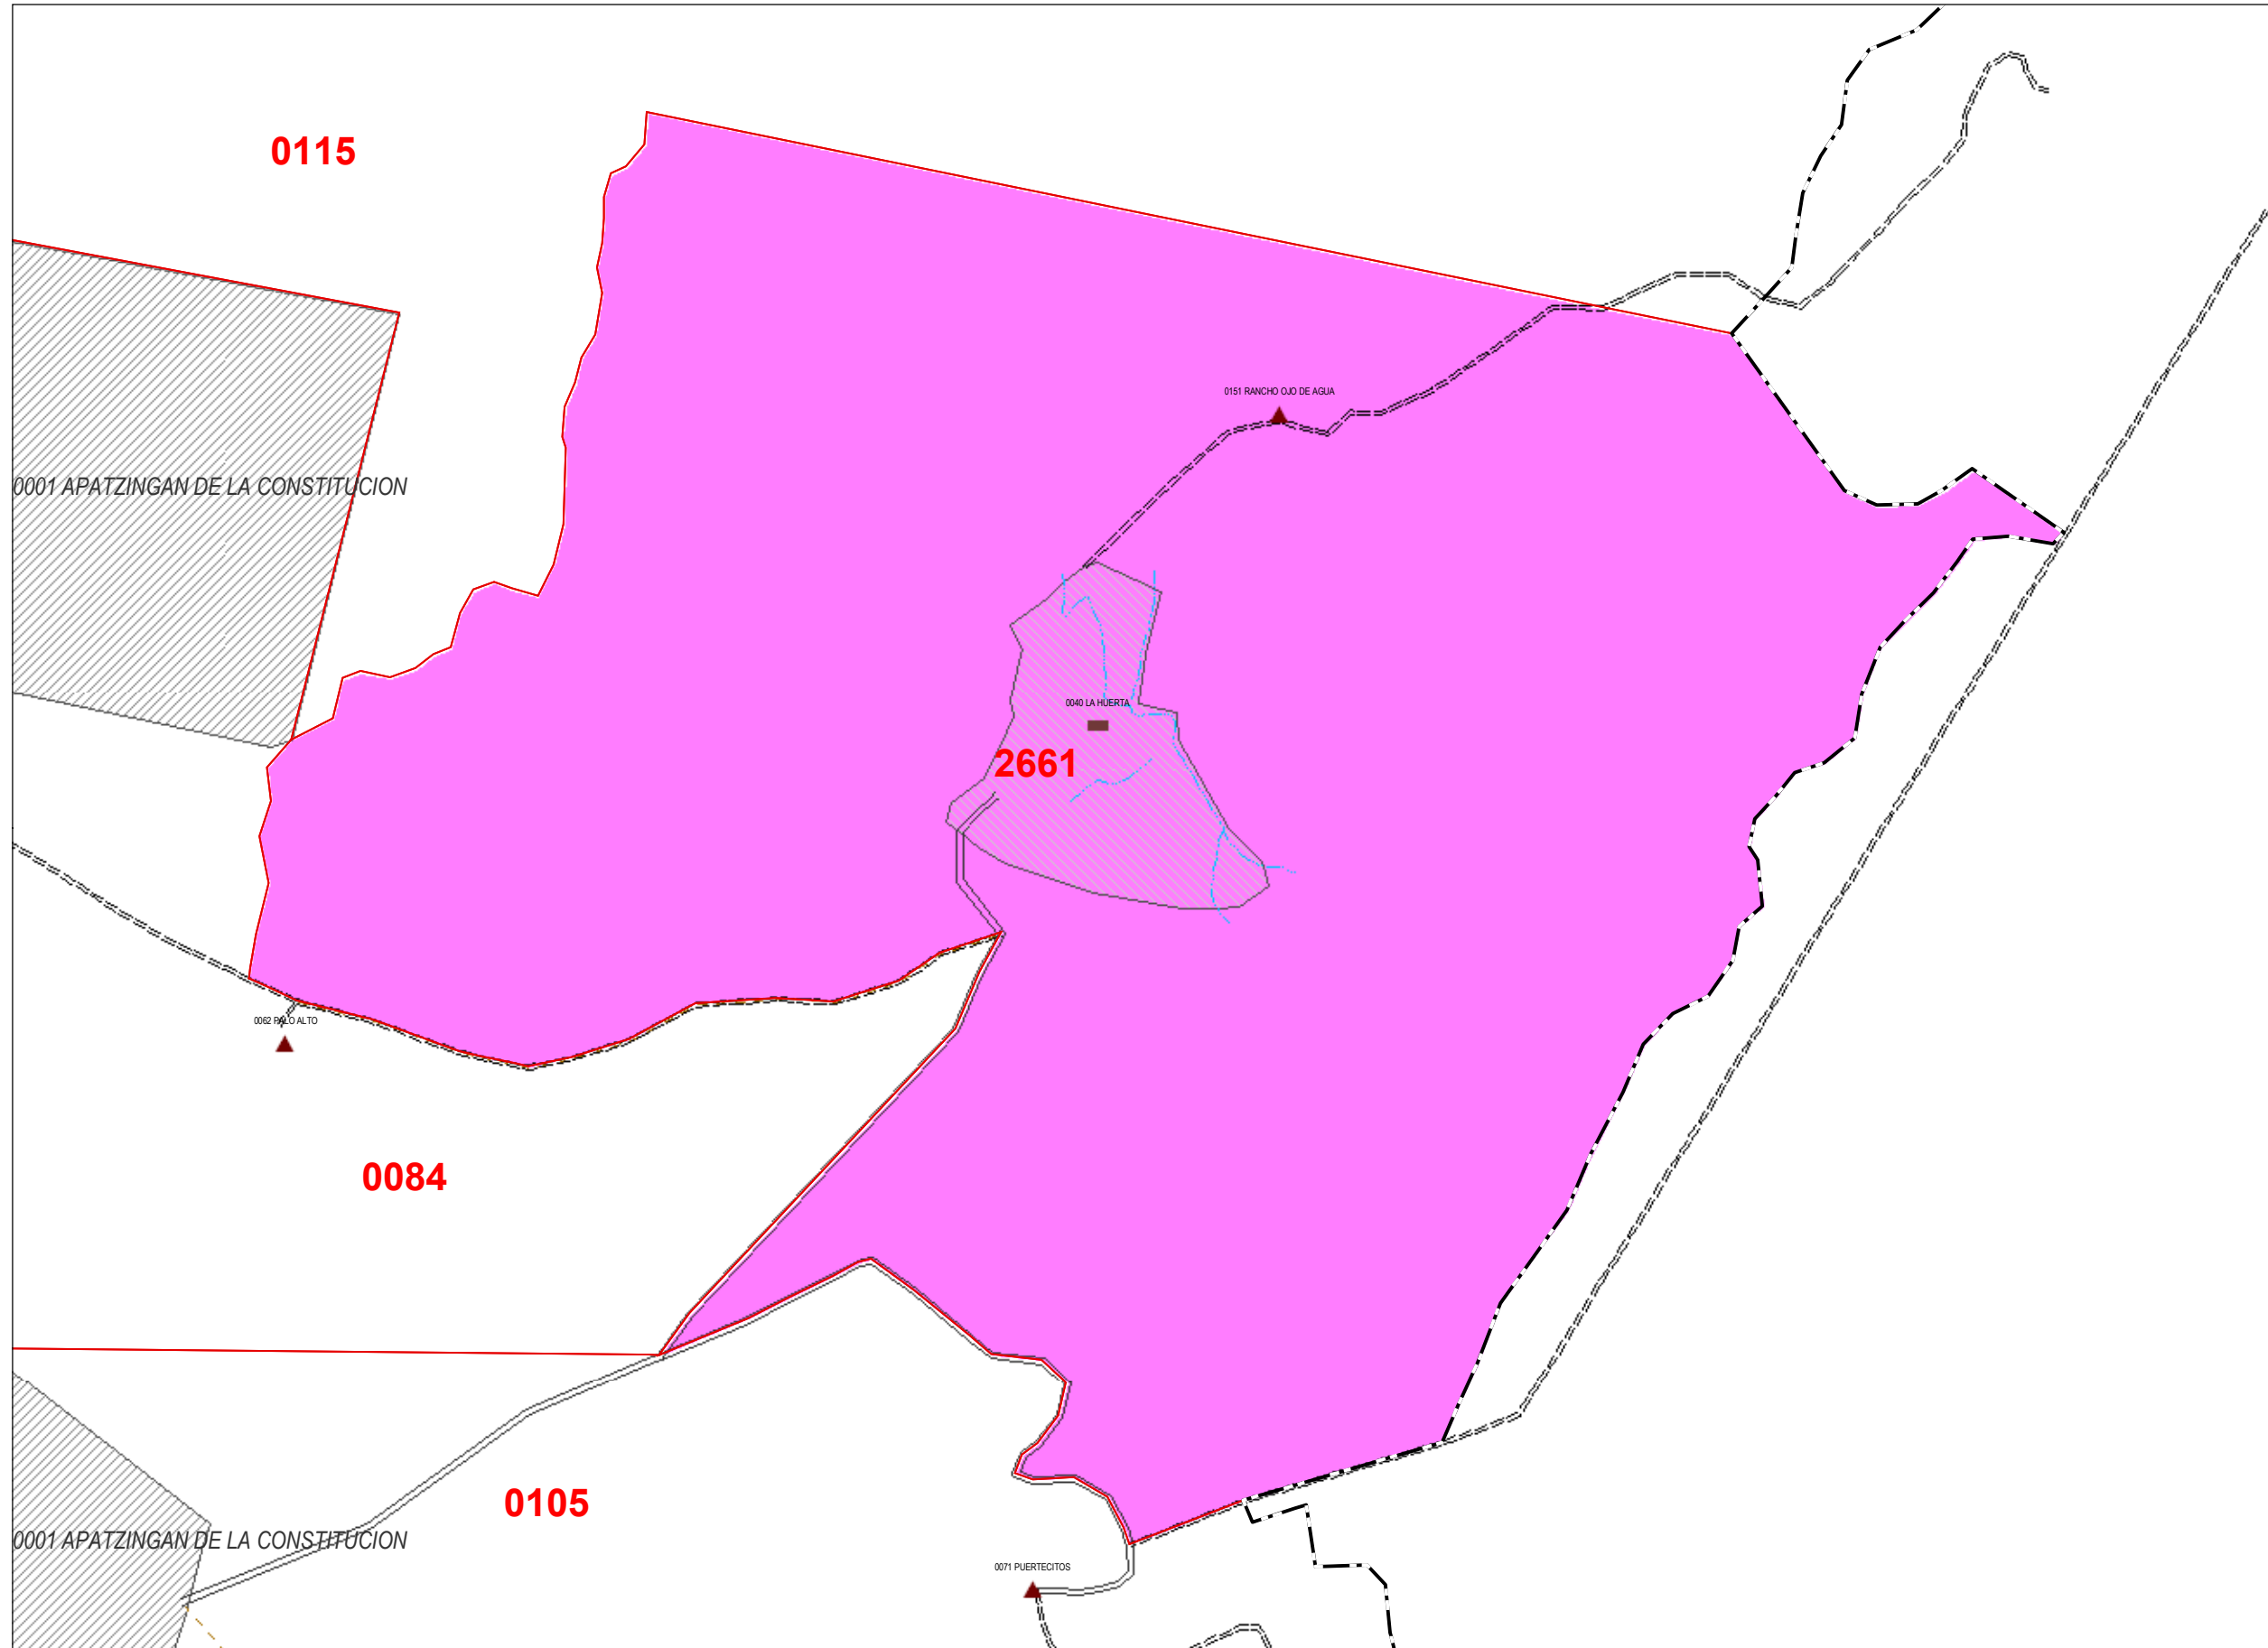 0115
0151 RANCHO OJO DE AGUA
0001 APATZINGAN DE LA CONSTITUCION
0040 LA HUERTA
2661
0062 PALO ALTO
0084
0105
0001 APATZINGAN DE LA CONSTITUCION
0071 PUERTECITOS